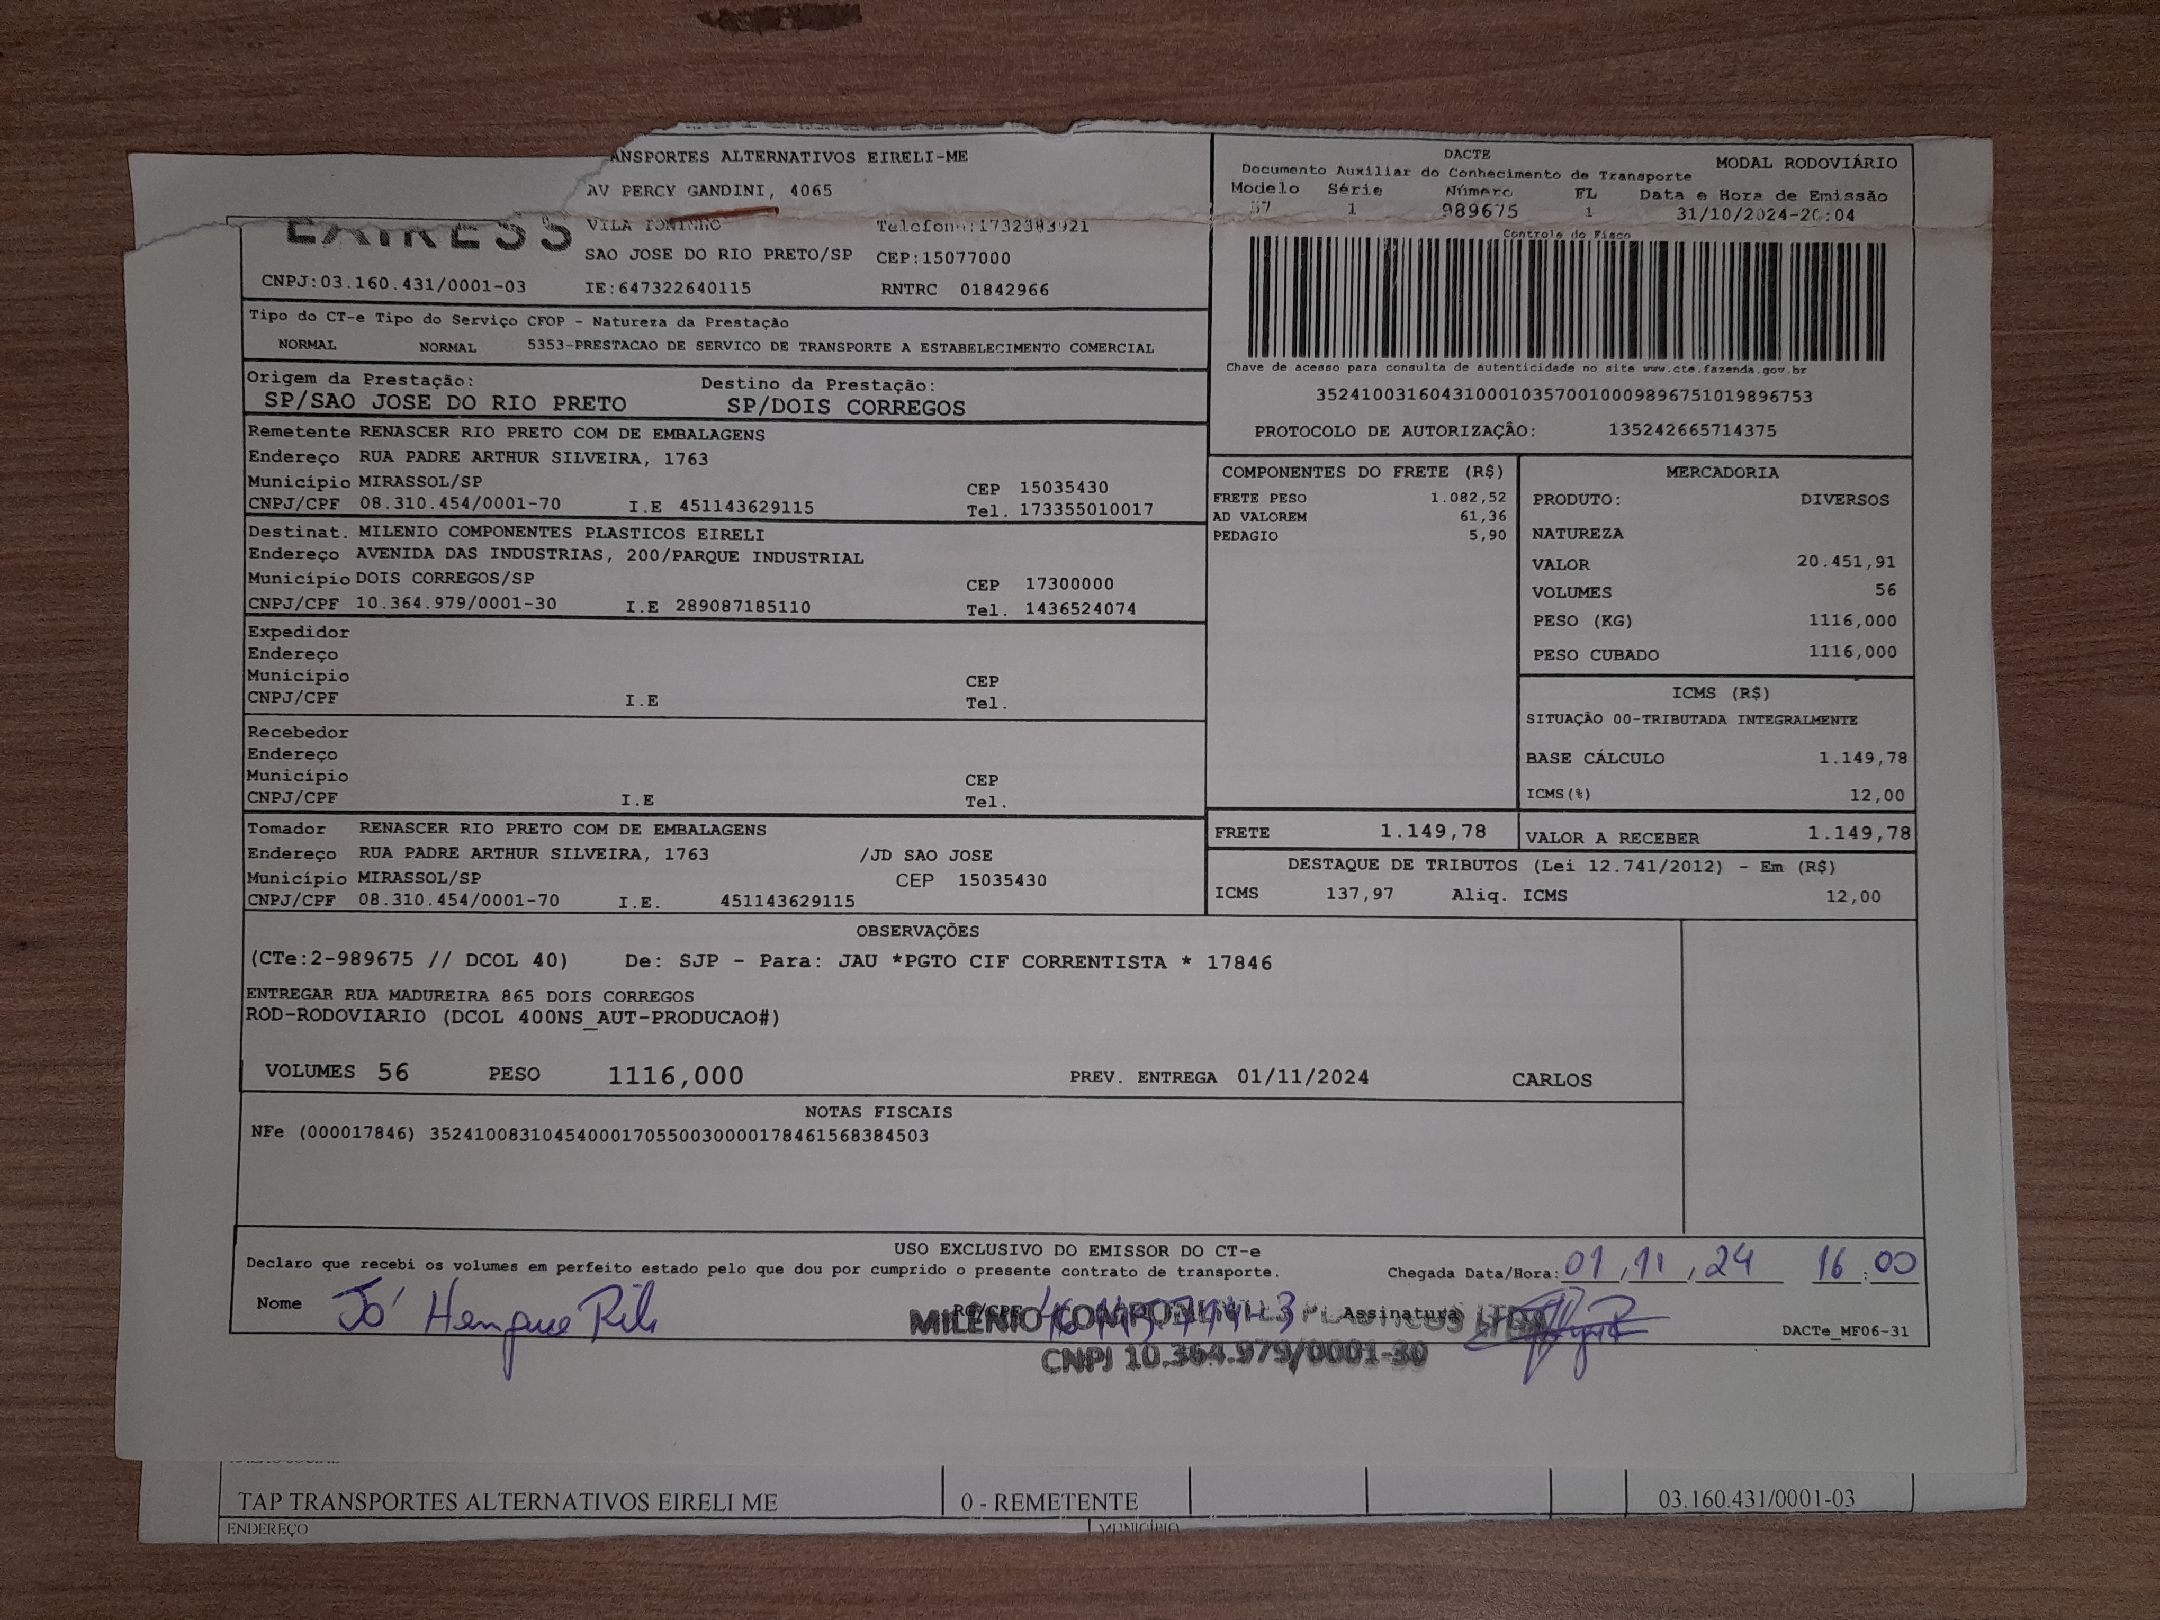 ANSPORTES ALTERNATIVOS EIRELI-ME
AV PERCY GANDINI, 4065
VILA TONINHO Telefone:1732383921
SAO JOSE DO RIO PRETO/SP CEP:15077000
CNPJ:03.160.431/0001-03 IE:647322640115 RNTRC 01842966
DACTE MODAL RODOVIÁRIO
Documento Auxiliar do Conhecimento de Transporte
Modelo Série Número FL Data e Hora de Emissão
57 1 989675 1 31/10/2024-20:04
Controle do Fisco
Chave de acesso para consulta de autenticidade no site www.cte.fazenda.gov.br
35241003160431000103570010009896751019896753
PROTOCOLO DE AUTORIZAÇÃO: 135242665714375
Tipo do CT-e Tipo do Serviço CFOP - Natureza da Prestação
NORMAL NORMAL 5353-PRESTACAO DE SERVICO DE TRANSPORTE A ESTABELECIMENTO COMERCIAL
Origem da Prestação: Destino da Prestação:
SP/SAO JOSE DO RIO PRETO SP/DOIS CORREGOS
Remetente RENASCER RIO PRETO COM DE EMBALAGENS
Endereço RUA PADRE ARTHUR SILVEIRA, 1763
Município MIRASSOL/SP CEP 15035430
CNPJ/CPF 08.310.454/0001-70 I.E 451143629115 Tel. 173355010017
Destinat. MILENIO COMPONENTES PLASTICOS EIRELI
Endereço AVENIDA DAS INDUSTRIAS, 200/PARQUE INDUSTRIAL
Município DOIS CORREGOS/SP CEP 17300000
CNPJ/CPF 10.364.979/0001-30 I.E 289087185110 Tel. 1436524074
Expedidor
Endereço
Município CEP
CNPJ/CPF I.E Tel.
Recebedor
Endereço
Município CEP
CNPJ/CPF I.E Tel.
Tomador RENASCER RIO PRETO COM DE EMBALAGENS
Endereço RUA PADRE ARTHUR SILVEIRA, 1763 /JD SAO JOSE
Município MIRASSOL/SP CEP 15035430
CNPJ/CPF 08.310.454/0001-70 I.E. 451143629115
COMPONENTES DO FRETE (R$)
FRETE PESO 1.082,52
AD VALOREM 61,36
PEDAGIO 5,90
MERCADORIA
PRODUTO: DIVERSOS
NATUREZA
VALOR 20.451,91
VOLUMES 56
PESO (KG) 1116,000
PESO CUBADO 1116,000
ICMS (R$)
SITUAÇÃO 00-TRIBUTADA INTEGRALMENTE
BASE CÁLCULO 1.149,78
ICMS(%) 12,00
FRETE 1.149,78 VALOR A RECEBER 1.149,78
DESTAQUE DE TRIBUTOS (Lei 12.741/2012) - Em (R$)
ICMS 137,97 Aliq. ICMS 12,00
OBSERVAÇÕES
(CTe:2-989675 // DCOL 40) De: SJP - Para: JAU *PGTO CIF CORRENTISTA * 17846
ENTREGAR RUA MADUREIRA 865 DOIS CORREGOS
ROD-RODOVIARIO (DCOL 400NS_AUT-PRODUCAO#)
VOLUMES 56 PESO 1116,000 PREV. ENTREGA 01/11/2024 CARLOS
NOTAS FISCAIS
NFe (000017846) 35241008310454000170550030000178461568384503
USO EXCLUSIVO DO EMISSOR DO CT-e
Declaro que recebi os volumes em perfeito estado pelo que dou por cumprido o presente contrato de transporte. Chegada Data/Hora: 01,11,24 16:00
Nome Henrique RG/CPF Assinatura
MILENIO COMPONENTES PLASTICOS LTDA
CNPJ 10.364.979/0001-30
DACTe_MF06-31
TAP TRANSPORTES ALTERNATIVOS EIRELI ME 0 - REMETENTE 03.160.431/0001-03
ENDEREÇO MUNICÍPIO